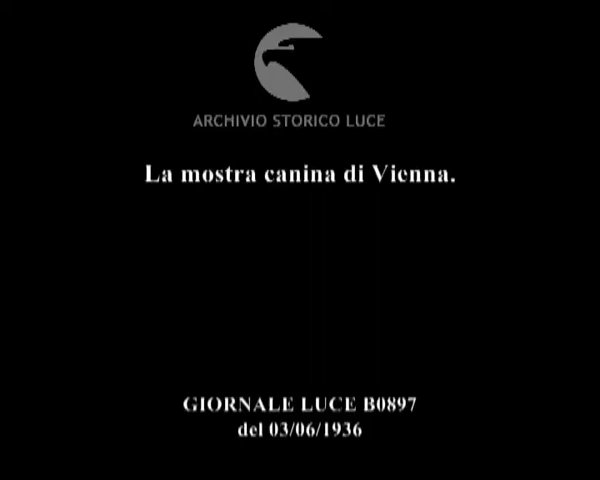 ARCHIVIO STORICO LUCE
La mostra canina di Vienna.
GIORNALE LUCE B0897
del 03/06/1936